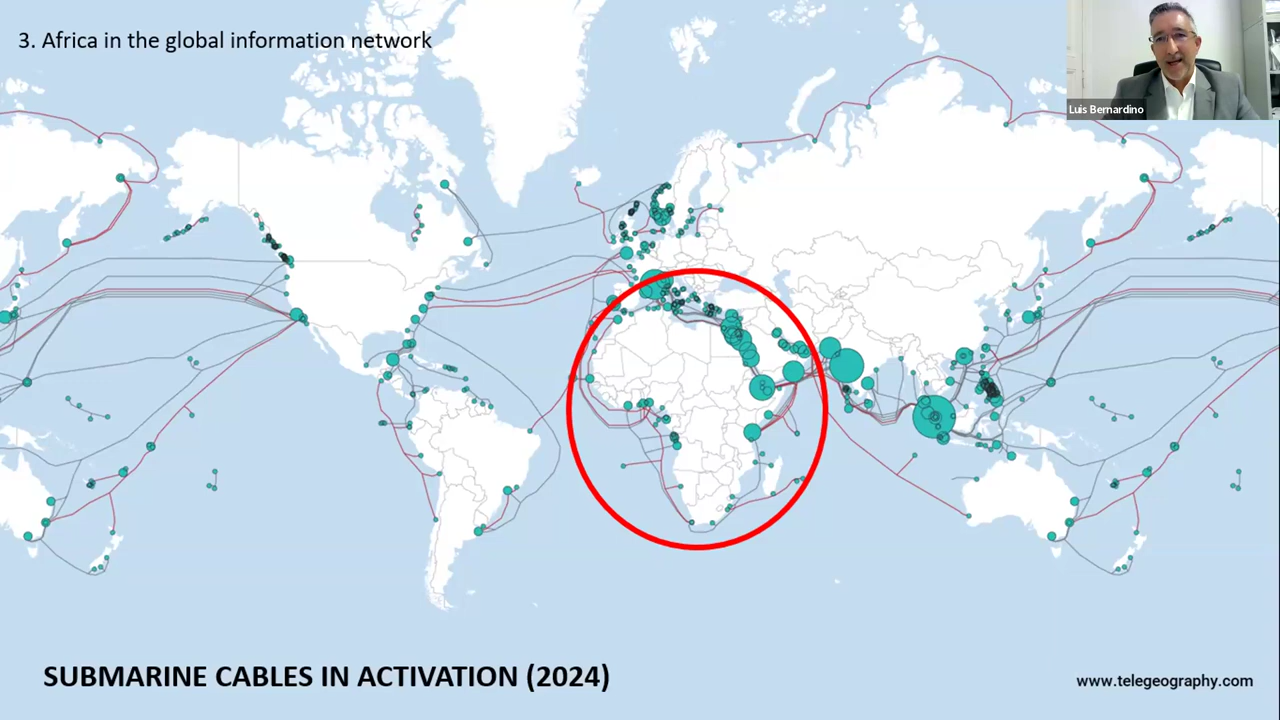 3. Africa in the global information network
Luis Bernardino
SUBMARINE CABLES IN ACTIVATION (2024)
www.telegeography.com